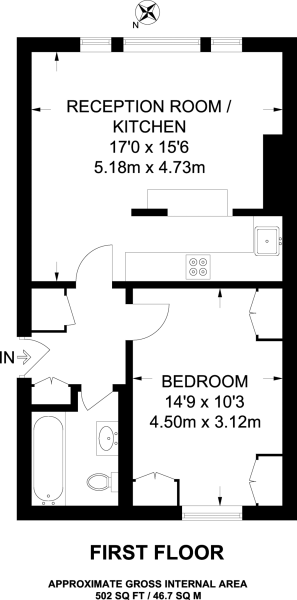 N
RECEPTION ROOM /
KITCHEN
17'0 x 15'6
5.18m x 4.73m
IN
BEDROOM
14'9 x 10'3
4.50m x 3.12m
FIRST FLOOR
APPROXIMATE GROSS INTERNAL AREA
502 SQ FT / 46.7 SQ M